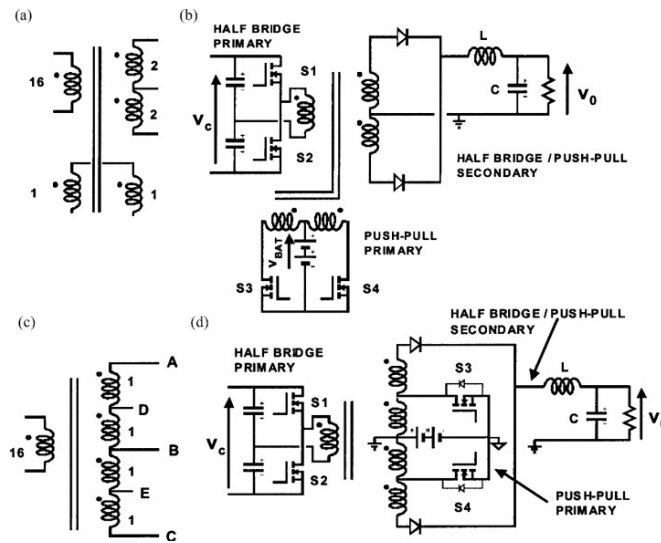 (a)
16
2
2
1
1
(b)
HALF BRIDGE
PRIMARY
S1
S2
Vc
L
C
V0
HALF BRIDGE / PUSH-PULL
SECONDARY
PUSH-PULL
PRIMARY
VBAT
S3
S4
(c)
16
1
1
1
1
A
D
B
E
C
(d)
HALF BRIDGE
PRIMARY
S1
S2
Vc
HALF BRIDGE / PUSH-PULL
SECONDARY
S3
S4
L
C
PUSH-PULL
PRIMARY